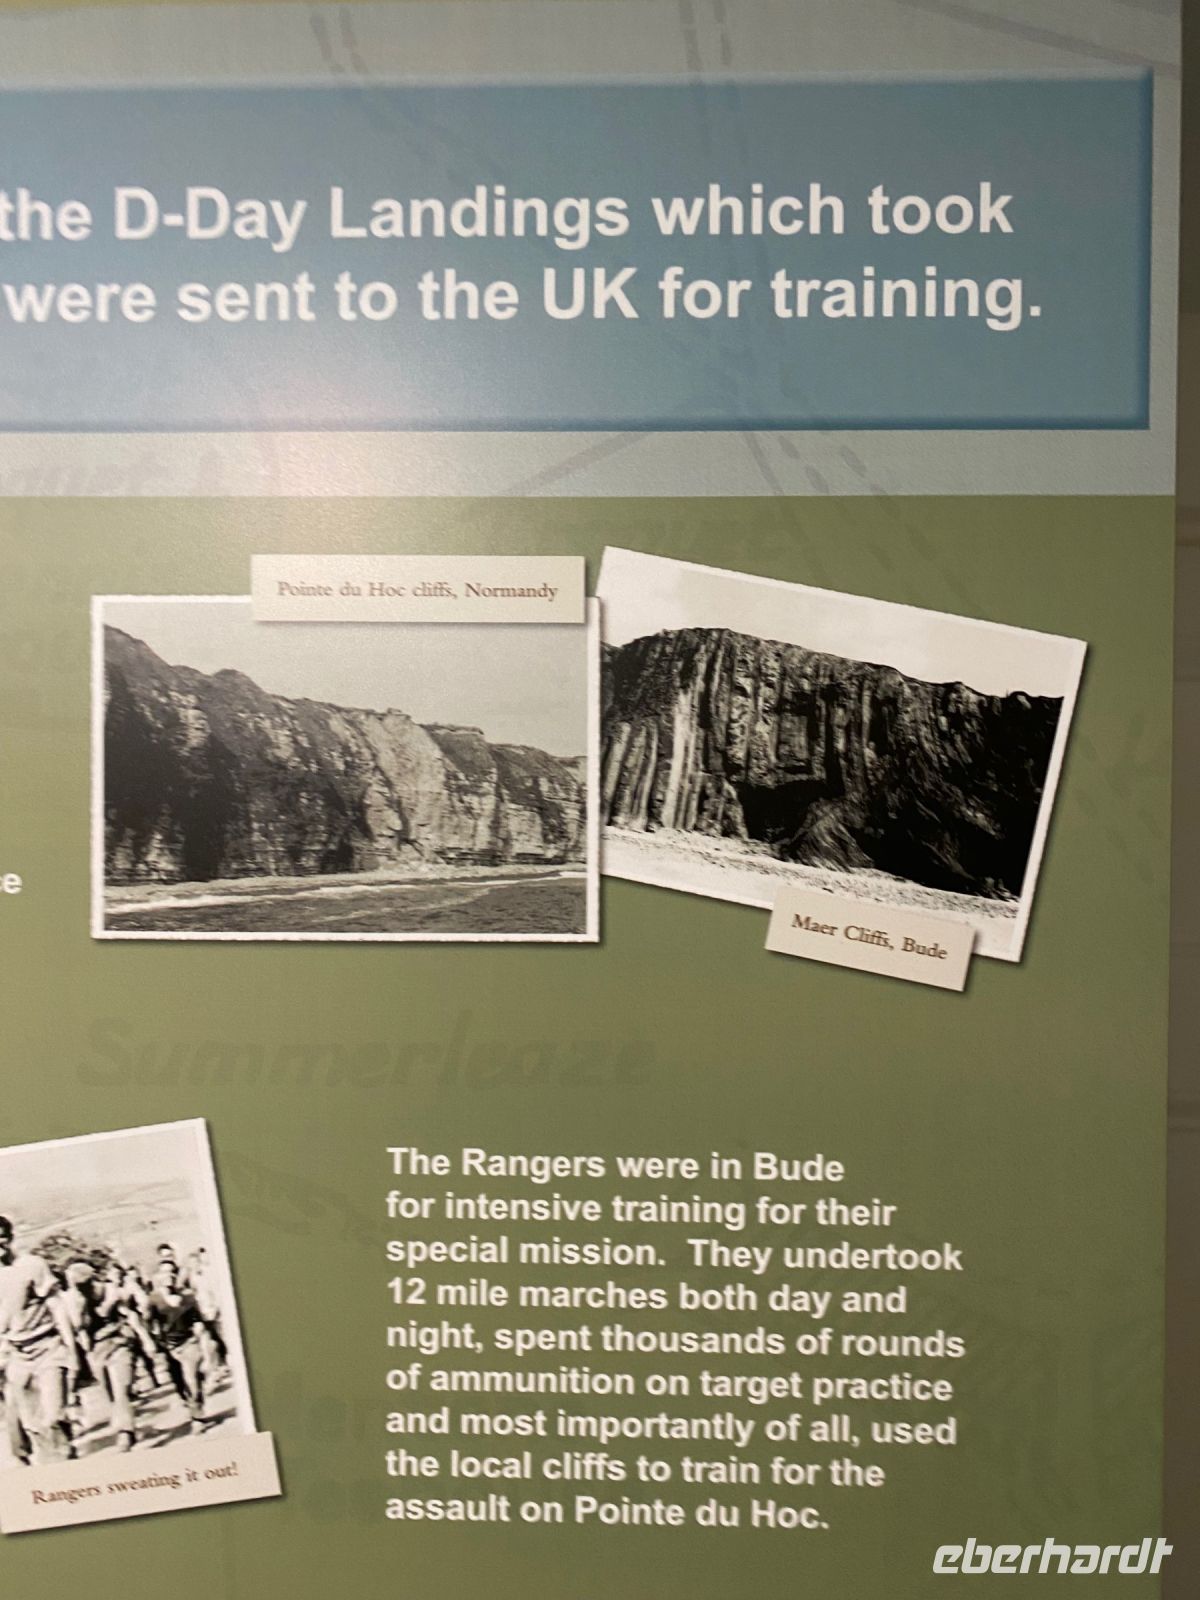 the D-Day Landings which took
were sent to the UK for training.
Pointe du Hoc cliffs, Normandy
Maer Cliffs, Bude
Summerleaze
The Rangers were in Bude
for intensive training for their
special mission. They undertook
12 mile marches both day and
night, spent thousands of rounds
of ammunition on target practice
and most importantly of all, used
the local cliffs to train for the
assault on Pointe du Hoc.
Rangers sweating it out!
eberhardt